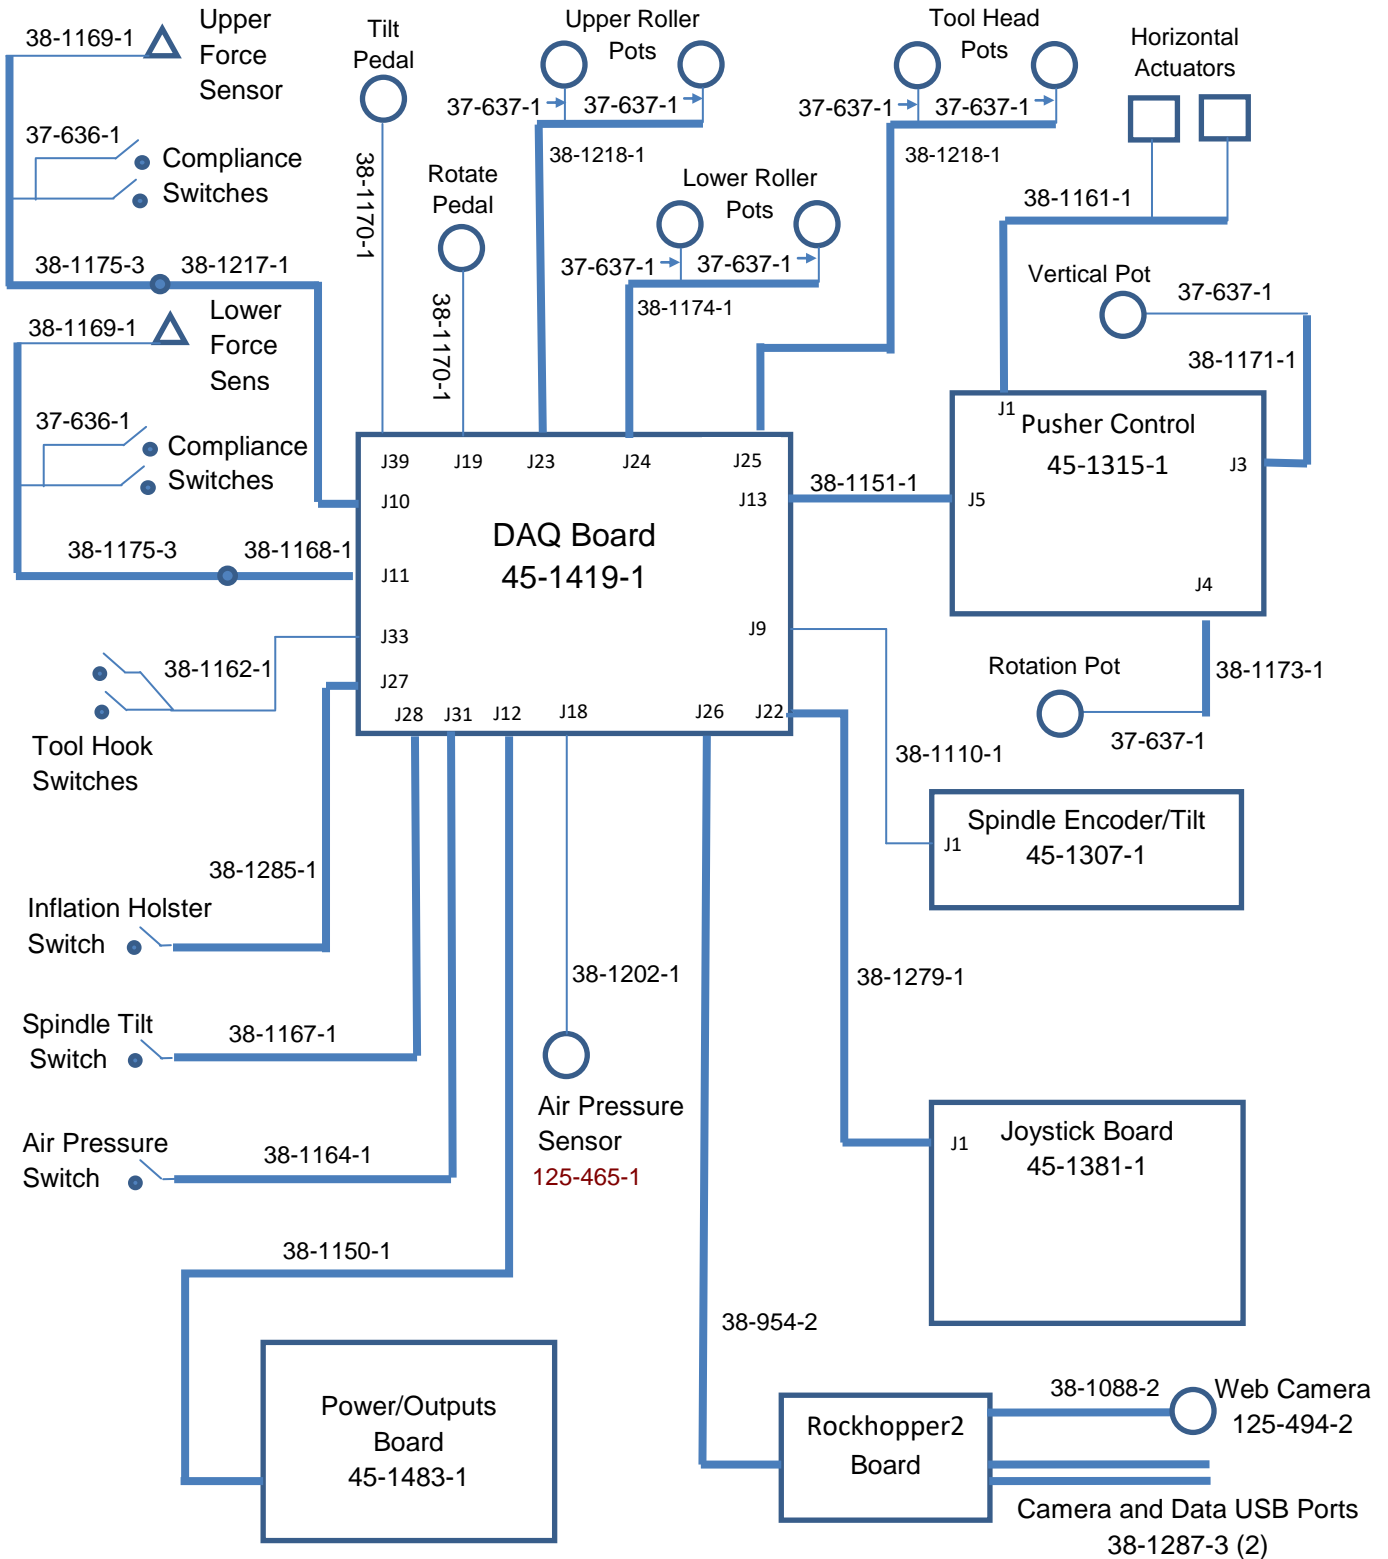 38-1169-1
Upper
Force
Sensor
Tilt
Pedal
Upper Roller
Pots
Tool Head
Pots
Horizontal
Actuators
37-637-1
37-637-1
37-637-1
37-637-1
37-636-1
Compliance
Switches
38-1170-1
38-1218-1
38-1218-1
Rotate
Pedal
Lower Roller
Pots
38-1161-1
38-1175-3
38-1217-1
37-637-1
37-637-1
Vertical Pot
37-637-1
38-1169-1
Lower
Force
Sens
38-1170-1
38-1174-1
38-1171-1
37-636-1
Compliance
Switches
J39
J19
J23
J24
J25
J10
J13
38-1151-1
J1
Pusher Control
45-1315-1
J3
J5
J4
38-1175-3
38-1168-1
J11
DAQ Board
45-1419-1
J33
J9
38-1162-1
J27
Tool Hook
Switches
J28
J31
J12
J18
J26
J22
Rotation Pot
38-1173-1
37-637-1
38-1110-1
Spindle Encoder/Tilt
45-1307-1
J1
38-1285-1
Inflation Holster
Switch
38-1202-1
38-1279-1
Spindle Tilt
Switch
38-1167-1
Air Pressure
Sensor
125-465-1
Air Pressure
Switch
38-1164-1
J1
Joystick Board
45-1381-1
38-1150-1
38-954-2
Power/Outputs
Board
45-1483-1
Rockhopper2
Board
38-1088-2
Web Camera
125-494-2
Camera and Data USB Ports
38-1287-3 (2)